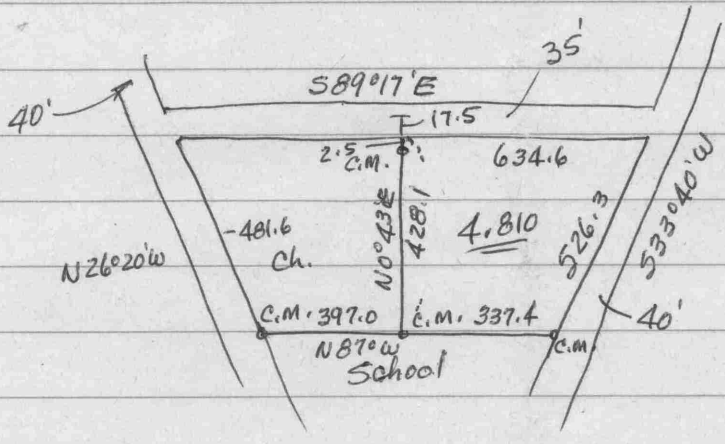 35'
S89°17'E
40'
17.5
2.5
C.M.
634.6
N0°43'E
428.1
481.6
Ch.
4.810
526.3
S33°40'W
N26°20'W
C.M. 397.0
C.M. 337.4
40'
N87°W
C.M.
School